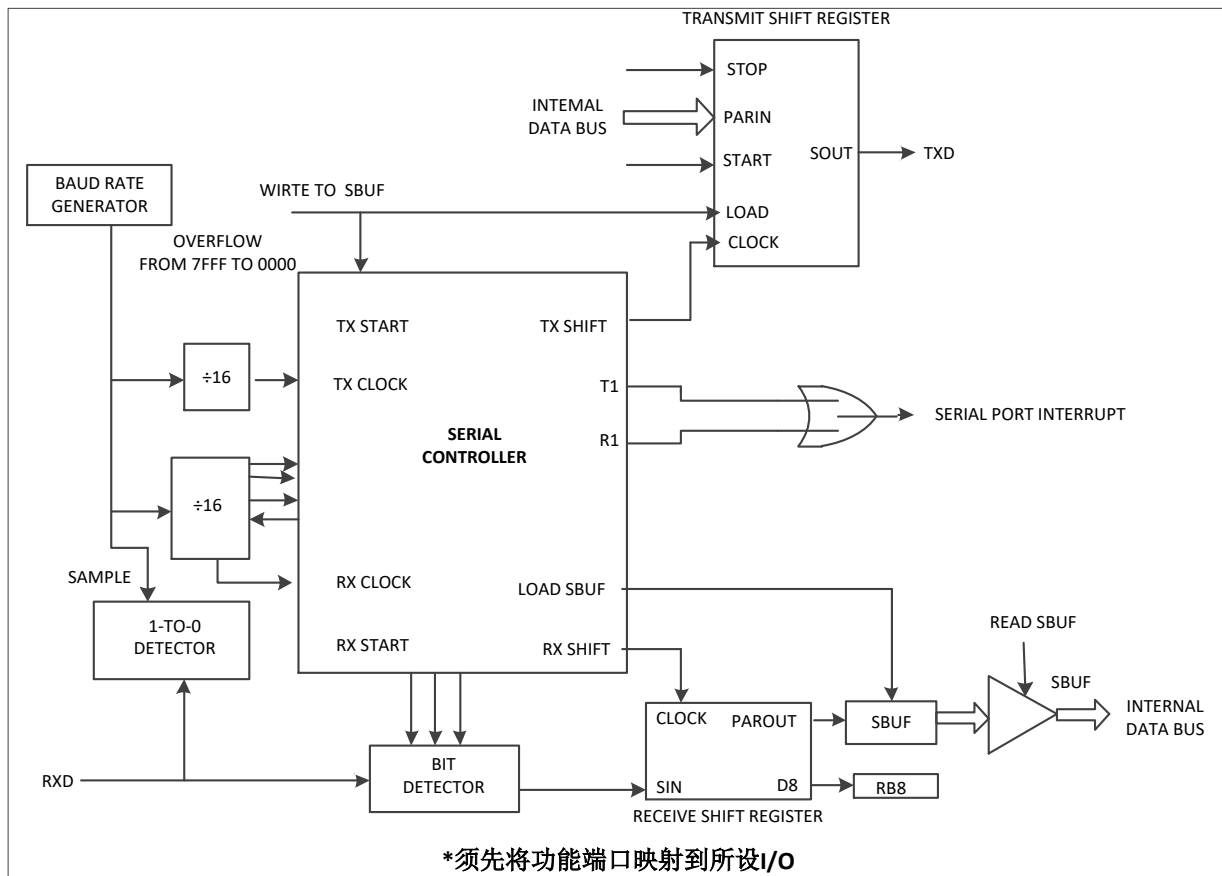 TRANSMIT SHIFT REGISTER
STOP
INTEMAL
DATA BUS
PARIN
START
SOUT
TXD
BAUD RATE
GENERATOR
WIRTE TO SBUF
LOAD
CLOCK
OVERFLOW
FROM 7FFF TO 0000
TX START
TX SHIFT
÷16
TX CLOCK
T1
SERIAL PORT INTERRUPT
R1
SERIAL
CONTROLLER
÷16
SAMPLE
RX CLOCK
LOAD SBUF
1-TO-0
DETECTOR
RX START
RX SHIFT
READ SBUF
SBUF
CLOCK
PAROUT
SBUF
INTERNAL
DATA BUS
RXD
BIT
DETECTOR
SIN
D8
RB8
RECEIVE SHIFT REGISTER
*须先将功能端口映射到所设I/O